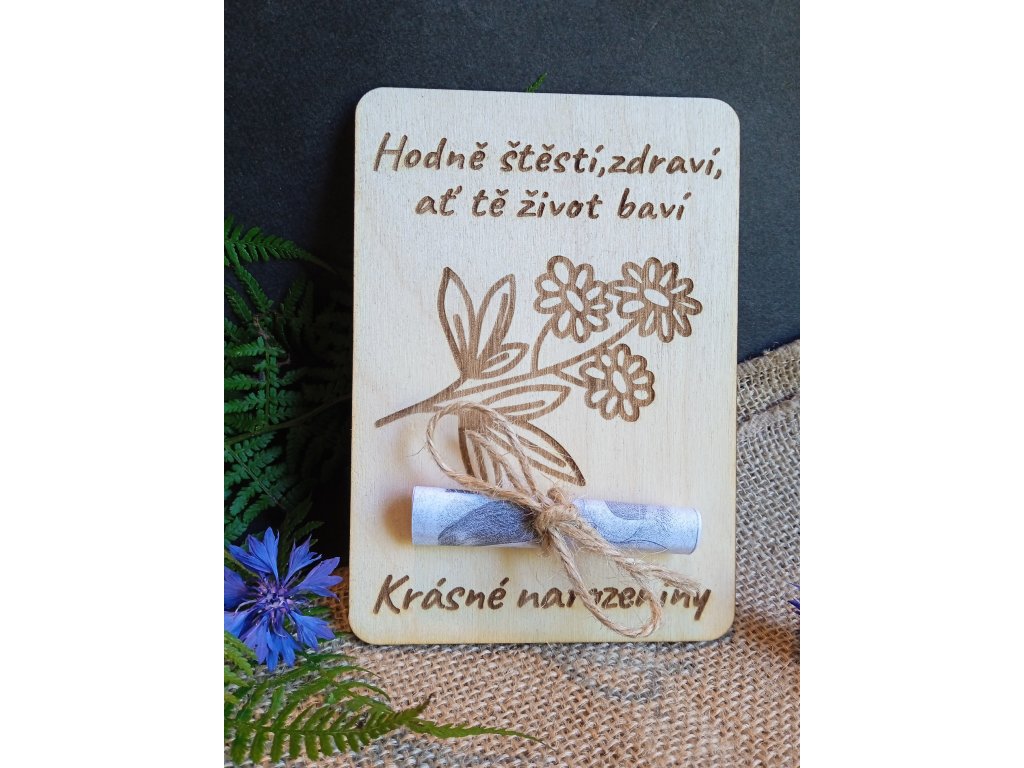 Hodně štěstí,zdraví,
ať tě život baví
Krásné narozeniny